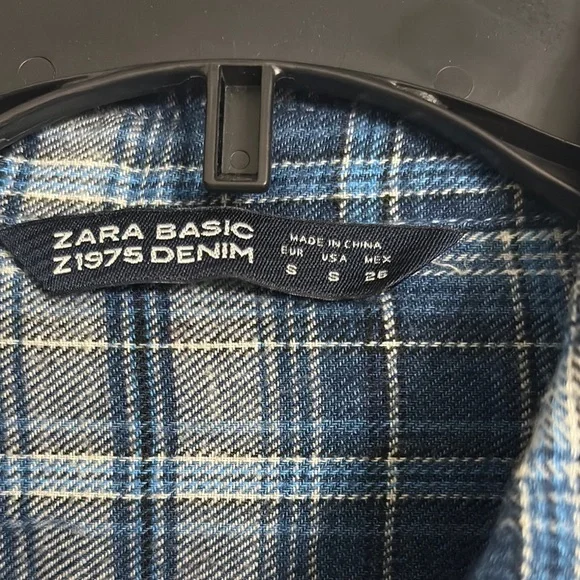 ZARA BASIC
Z1975 DENIM
MADE IN CHINA
EUR USA MEX
S S 26